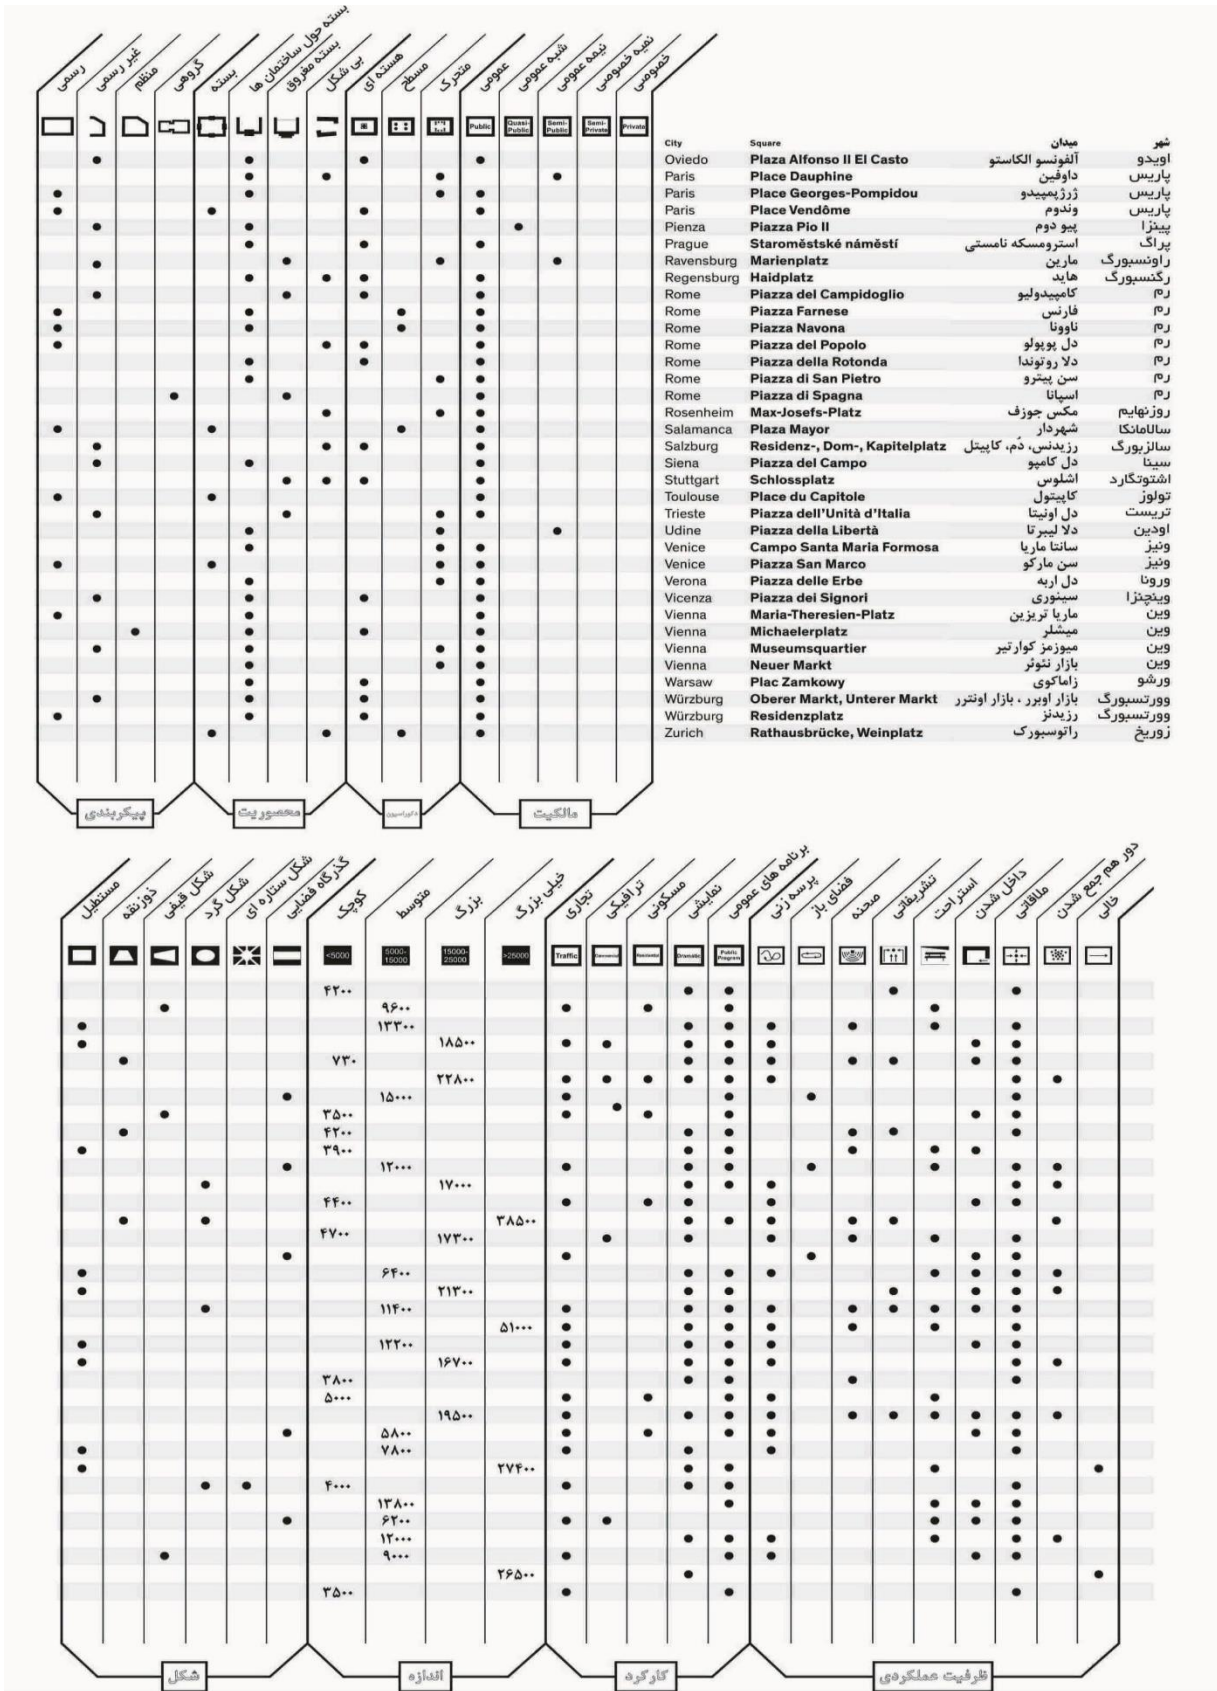 رسمی
غیر رسمی
منظم
گروهی
بسته
بسته حول ساختمان ها
بسته مغروق
بی شکل
هسته ای
مسطح
متحرک
عمومی
شبه عمومی
نیمه عمومی
نمیه خصوصی
خصوصی
Public Quasi-Public Semi-Public Semi-Private Private
City Square میدان شهر
Oviedo Plaza Alfonso II El Casto آلفونسو الکاستو اویدو
Paris Place Dauphine داوفین پاریس
Paris Place Georges-Pompidou ژرژپمپیدو پاریس
Paris Place Vendôme وندوم پاریس
Pienza Piazza Pio II پیو دوم پینزا
Prague Staroměstské náměstí استرومسکه نامستی پراگ
Ravensburg Marienplatz مارین راونسبورگ
Regensburg Haidplatz هاید رگنسبورگ
Rome Piazza del Campidoglio کامپیدولیو رم
Rome Piazza Farnese فارنس رم
Rome Piazza Navona ناوونا رم
Rome Piazza del Popolo دل پوپولو رم
Rome Piazza della Rotonda دلا روتوندا رم
Rome Piazza di San Pietro سن پیترو رم
Rome Piazza di Spagna اسپانا رم
Rosenheim Max-Josefs-Platz مکس جوزف روزنهایم
Salamanca Plaza Mayor شهردار سالامانکا
Salzburg Residenz-, Dom-, Kapitelplatz رزیدنس، دُم، کاپیتل سالزبورگ
Siena Piazza del Campo دل کامپو سینا
Stuttgart Schlossplatz اشلوس اشتوتگارد
Toulouse Place du Capitole کاپیتول تولوز
Trieste Piazza dell'Unità d'Italia دل اونیتا تریست
Udine Piazza della Libertà دلا لیبرتا اودین
Venice Campo Santa Maria Formosa سانتا ماریا ونیز
Venice Piazza San Marco سن مارکو ونیز
Verona Piazza delle Erbe دل اربه ورونا
Vicenza Piazza dei Signori سینوری وینچنزا
Vienna Maria-Theresien-Platz ماریا تریزین وین
Vienna Michaelerplatz میشلر وین
Vienna Museumsquartier میوزمز کوارتیر وین
Vienna Neuer Markt بازار نئوئر وین
Warsaw Plac Zamkowy زاماکوی ورشو
Würzburg Oberer Markt, Unterer Markt بازار اوبرر ، بازار اونترر وورتسبورگ
Würzburg Residenzplatz رزیدنز وورتسبورگ
Zurich Rathausbrücke, Weinplatz راتوسبورک زوریخ
پیکربندی
محصوریت
دکوراسیون
مالکیت
مستطیل
ذوزنقه
شکل قیفی
شکل گرد
شکل ستاره ای
گذرگاه فضایی
کوچک
متوسط
بزرگ
خیلی بزرگ
تجاری
ترافیکی
مسکونی
نمایشی
برنامه های عمومی
پرسه زنی
فضای باز
صحنه
تشریفاتی
استراحت
داخل شدن
ملاقاتی
دور هم جمع شدن
خالی
<5000 5000-15000 15000-25000 >25000 Traffic Commercial Residential Dramatic Public Program
۴۲۰۰
۹۶۰۰
۱۳۳۰۰
۱۸۵۰۰
۷۳۰
۲۲۸۰۰
۱۵۰۰۰
۳۵۰۰
۴۲۰۰
۳۹۰۰
۱۲۰۰۰
۱۷۰۰۰
۴۴۰۰
۳۸۵۰۰
۴۷۰۰
۱۷۳۰۰
۶۴۰۰
۲۱۳۰۰
۱۱۴۰۰
۵۱۰۰۰
۱۲۲۰۰
۱۶۷۰۰
۳۸۰۰
۵۰۰۰
۱۹۵۰۰
۵۸۰۰
۷۸۰۰
۲۷۴۰۰
۴۰۰۰
۱۳۸۰۰
۶۲۰۰
۱۲۰۰۰
۹۰۰۰
۲۶۵۰۰
۳۵۰۰
شکل
اندازه
کارکرد
ظرفیت عملکردی